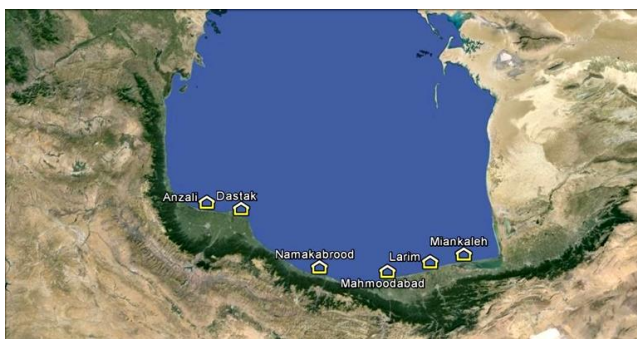 Anzali
Dastak
Namakabrood
Mahmoodabad
Larim
Miankaleh